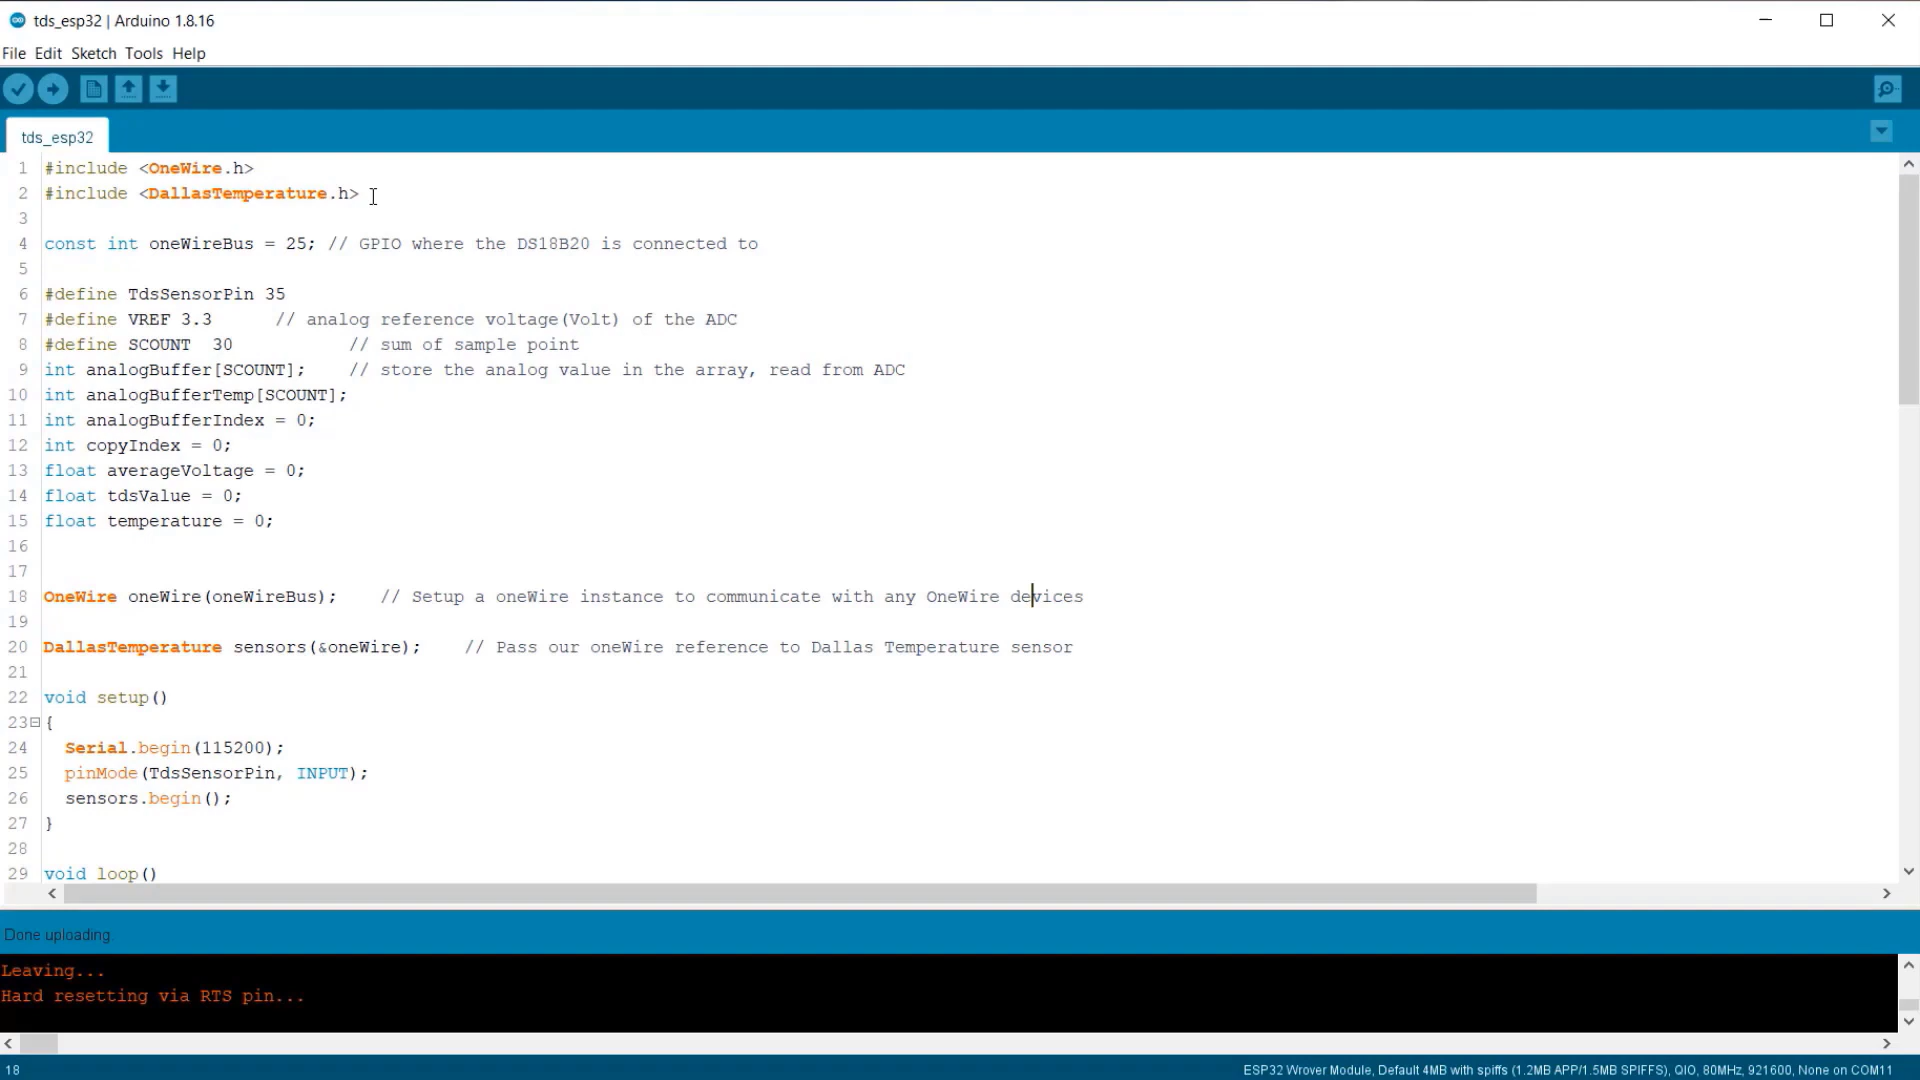 tds_esp32 | Arduino 1.8.16
File Edit Sketch Tools Help
tds_esp32
1 #include <OneWire.h>
2 #include <DallasTemperature.h>
3
4 const int oneWireBus = 25; // GPIO where the DS18B20 is connected to
5
6 #define TdsSensorPin 35
7 #define VREF 3.3      // analog reference voltage(Volt) of the ADC
8 #define SCOUNT  30           // sum of sample point
9 int analogBuffer[SCOUNT];    // store the analog value in the array, read from ADC
10 int analogBufferTemp[SCOUNT];
11 int analogBufferIndex = 0;
12 int copyIndex = 0;
13 float averageVoltage = 0;
14 float tdsValue = 0;
15 float temperature = 0;
16
17
18 OneWire oneWire(oneWireBus);    // Setup a oneWire instance to communicate with any OneWire devices
19
20 DallasTemperature sensors(&oneWire);    // Pass our oneWire reference to Dallas Temperature sensor
21
22 void setup()
23 {
24   Serial.begin(115200);
25   pinMode(TdsSensorPin, INPUT);
26   sensors.begin();
27 }
28
29 void loop()
Done uploading.
Leaving...
Hard resetting via RTS pin...
18
ESP32 Wrover Module, Default 4MB with spiffs (1.2MB APP/1.5MB SPIFFS), QIO, 80MHz, 921600, None on COM11